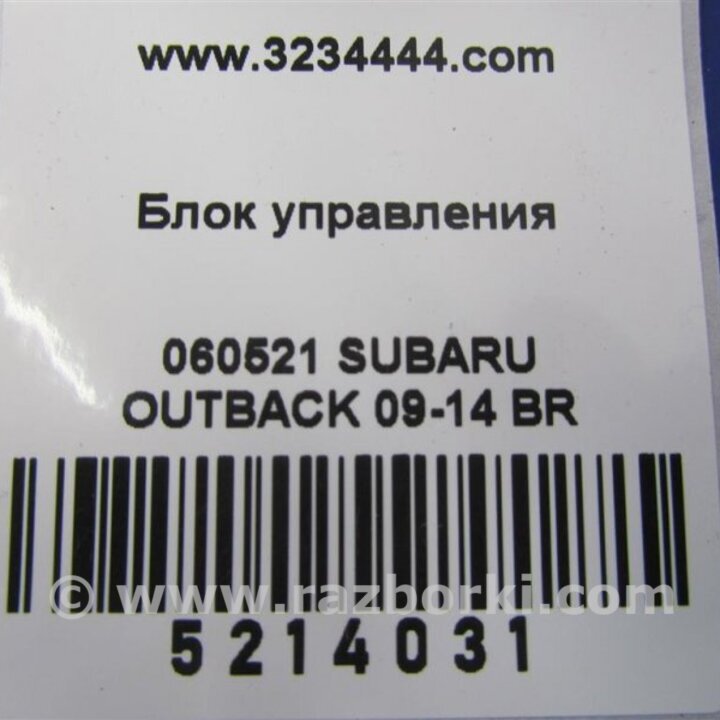 www.3234444.com
Блок управления
060521 SUBARU
OUTBACK 09-14 BR
© www.razborki.com
5214031